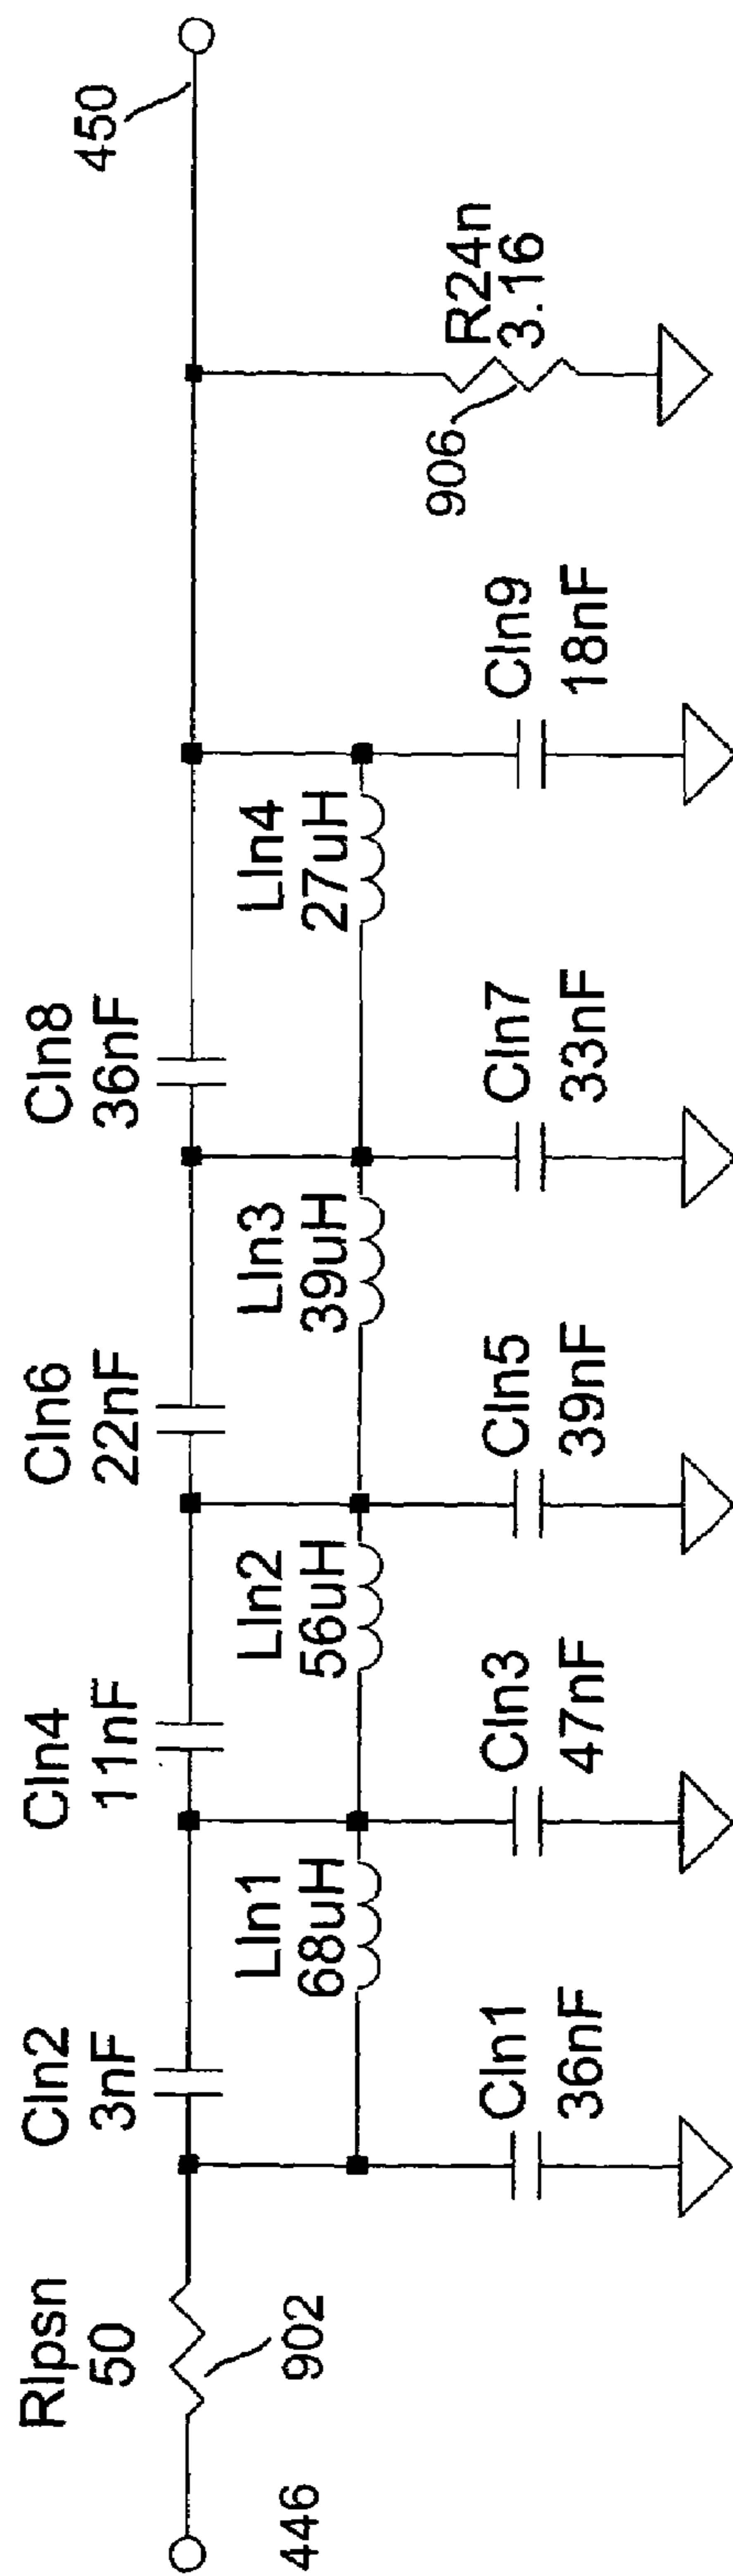 Cln2
3nF
Cln4
11nF
Cln6
22nF
Cln8
36nF
Rlpsn
50
902
446
450
Lln1
68uH
Lln2
56uH
Lln3
39uH
Lln4
27uH
R24n
3.16
906
Cln1
36nF
Cln3
47nF
Cln5
39nF
Cln7
33nF
Cln9
18nF